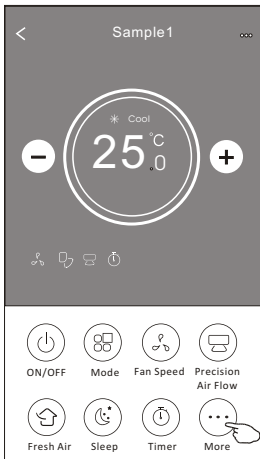 Sample1
Cool
25.0°C
ON/OFF
Mode
Fan Speed
Precision
Air Flow
Fresh Air
Sleep
Timer
More